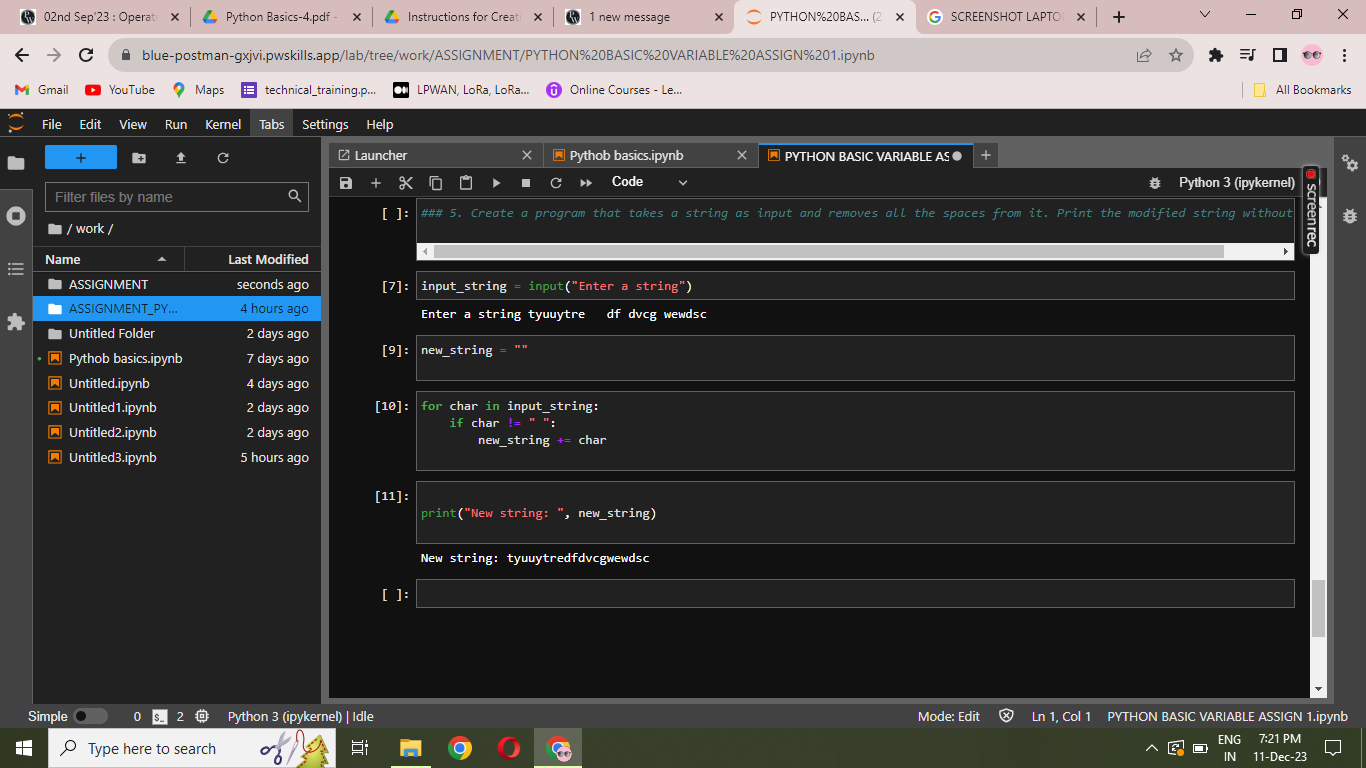 02nd Sep'23 : Operat
Python Basics-4.pdf -
Instructions for Creati
1 new message
PYTHON%20BAS... (2
SCREENSHOT LAPTO
blue-postman-gxjvi.pwskills.app/lab/tree/work/ASSIGNMENT/PYTHON%20BASIC%20VARIABLE%20ASSIGN%201.ipynb
Gmail YouTube Maps technical_training.p... LPWAN, LoRa, LoRa... Online Courses - Le... All Bookmarks
File Edit View Run Kernel Tabs Settings Help
Launcher Pythob basics.ipynb PYTHON BASIC VARIABLE AS
Code Python 3 (ipykernel)
screenrec
Filter files by name
/ work /
Name Last Modified
ASSIGNMENT seconds ago
ASSIGNMENT_PY... 4 hours ago
Untitled Folder 2 days ago
Pythob basics.ipynb 7 days ago
Untitled.ipynb 4 days ago
Untitled1.ipynb 2 days ago
Untitled2.ipynb 2 days ago
Untitled3.ipynb 5 hours ago
[ ]: ### 5. Create a program that takes a string as input and removes all the spaces from it. Print the modified string without
[7]: input_string = input("Enter a string")
Enter a string tyuuytre   df dvcg wewdsc
[9]: new_string = ""
[10]: for char in input_string:
    if char != " ":
        new_string += char
[11]:
print("New string: ", new_string)
New string: tyuuytredfdvcgwewdsc
[ ]:
Simple 0 $_ 2 Python 3 (ipykernel) | Idle Mode: Edit Ln 1, Col 1 PYTHON BASIC VARIABLE ASSIGN 1.ipynb
Type here to search
ENG
IN
7:21 PM
11-Dec-23